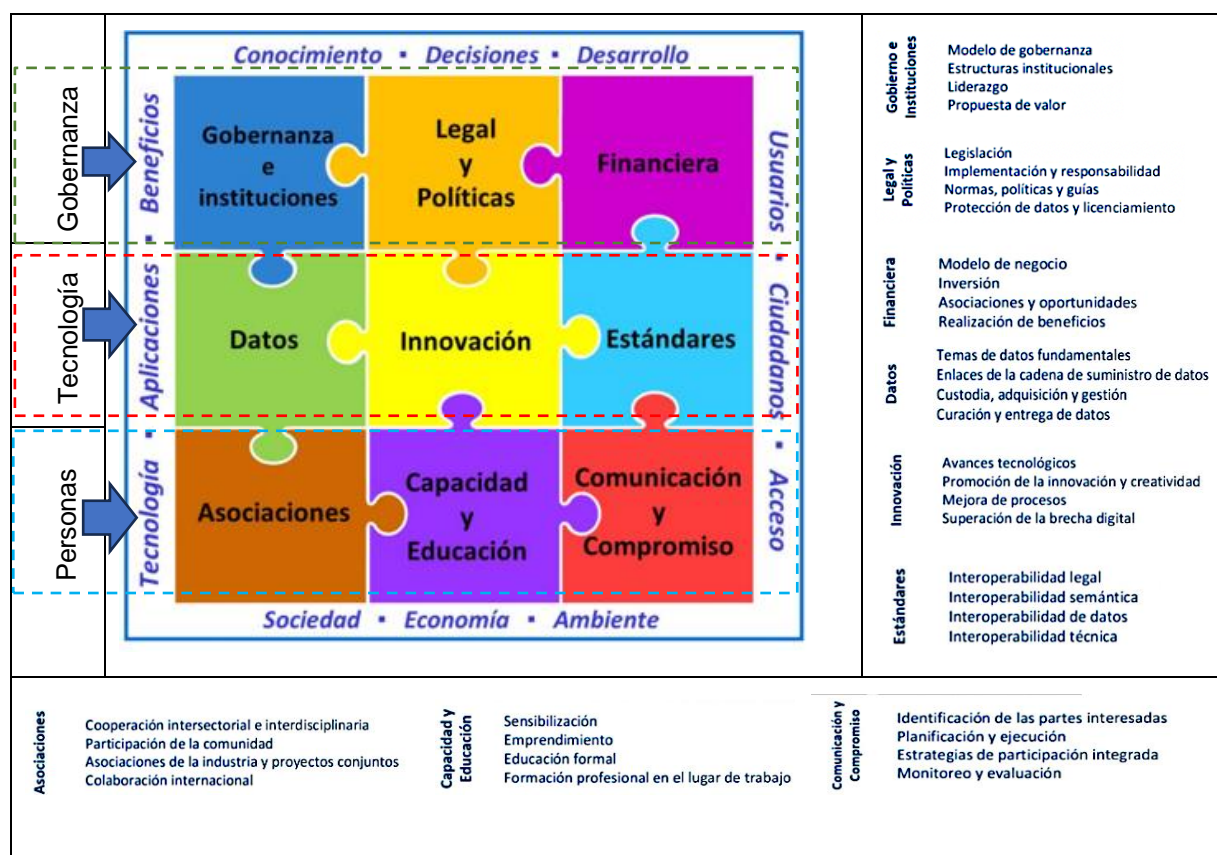 Conocimiento ▪ Decisiones ▪ Desarrollo
Gobernanza
Tecnología
Personas
Tecnología ▪ Aplicaciones ▪ Beneficios
Gobernanza
e
instituciones
Legal
y
Políticas
Financiera
Datos
Innovación
Estándares
Asociaciones
Capacidad
y
Educación
Comunicación
y
Compromiso
Usuarios ▪ Ciudadanos ▪ Acceso
Sociedad ▪ Economía ▪ Ambiente
Gobierno e
Instituciones
Modelo de gobernanza
Estructuras institucionales
Liderazgo
Propuesta de valor
Legal y
Políticas
Legislación
Implementación y responsabilidad
Normas, políticas y guías
Protección de datos y licenciamiento
Financiera
Modelo de negocio
Inversión
Asociaciones y oportunidades
Realización de beneficios
Datos
Temas de datos fundamentales
Enlaces de la cadena de suministro de datos
Custodia, adquisición y gestión
Curación y entrega de datos
Innovación
Avances tecnológicos
Promoción de la innovación y creatividad
Mejora de procesos
Superación de la brecha digital
Estándares
Interoperabilidad legal
Interoperabilidad semántica
Interoperabilidad de datos
Interoperabilidad técnica
Asociaciones
Cooperación intersectorial e interdisciplinaria
Participación de la comunidad
Asociaciones de la industria y proyectos conjuntos
Colaboración internacional
Capacidad y
Educación
Sensibilización
Emprendimiento
Educación formal
Formación profesional en el lugar de trabajo
Comunicación y
Compromiso
Identificación de las partes interesadas
Planificación y ejecución
Estrategias de participación integrada
Monitoreo y evaluación